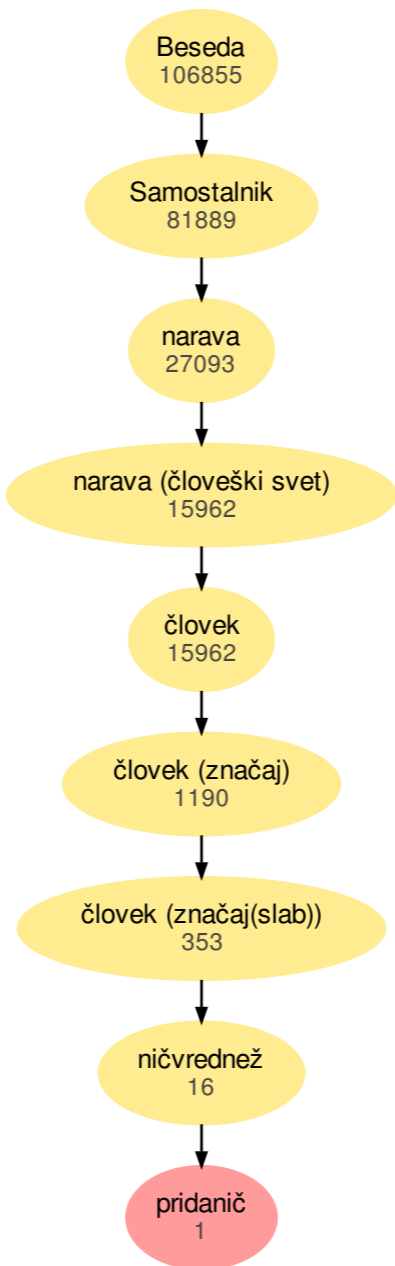 Beseda
106855
Samostalnik
81889
narava
27093
narava (človeški svet)
15962
človek
15962
človek (značaj)
1190
človek (značaj(slab))
353
ničvrednež
16
pridanič
1